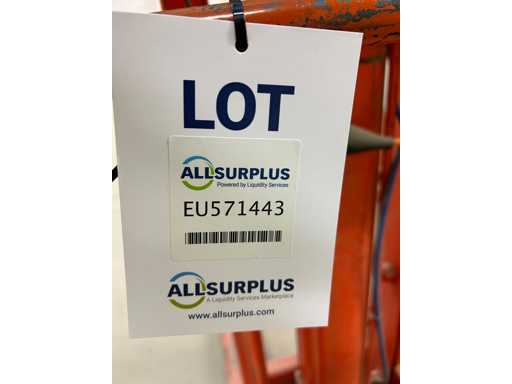 LOT
ALLSURPLUS
Powered by Liquidity Services
EU571443
ALLSURPLUS
A Liquidity Services Marketplace
www.allsurplus.com